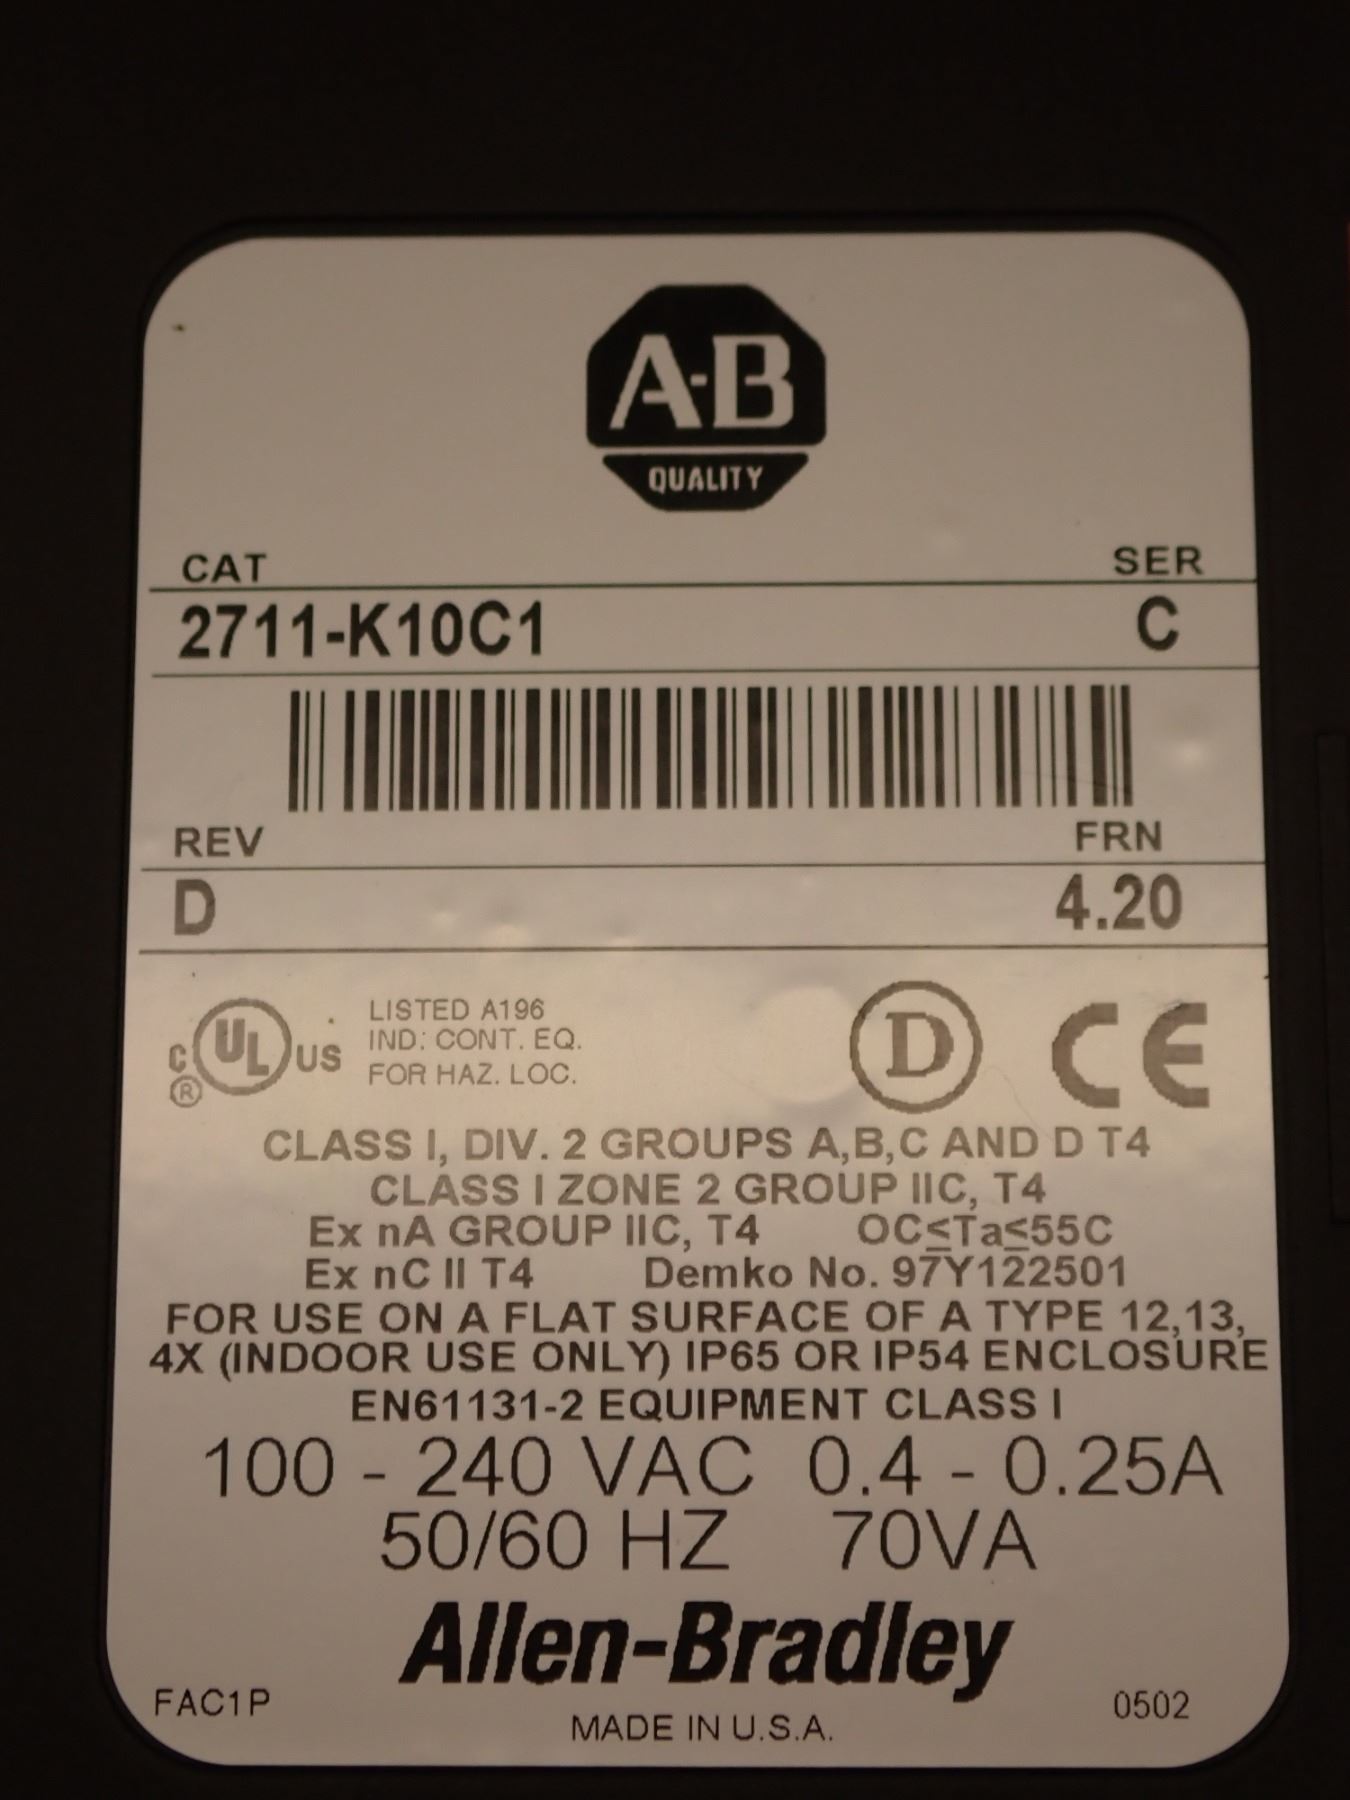 A-B
QUALITY
CAT SER
2711-K10C1 C
REV FRN
D 4.20
C UL US ®
LISTED A196
IND: CONT. EQ.
FOR HAZ. LOC.
D CE
CLASS I, DIV. 2 GROUPS A,B,C AND D T4
CLASS I ZONE 2 GROUP IIC, T4
Ex nA GROUP IIC, T4 OC≤Ta≤55C
Ex nC II T4 Demko No. 97Y122501
FOR USE ON A FLAT SURFACE OF A TYPE 12,13,
4X (INDOOR USE ONLY) IP65 OR IP54 ENCLOSURE
EN61131-2 EQUIPMENT CLASS I
100 - 240 VAC 0.4 - 0.25A
50/60 HZ 70VA
Allen-Bradley
FAC1P MADE IN U.S.A. 0502